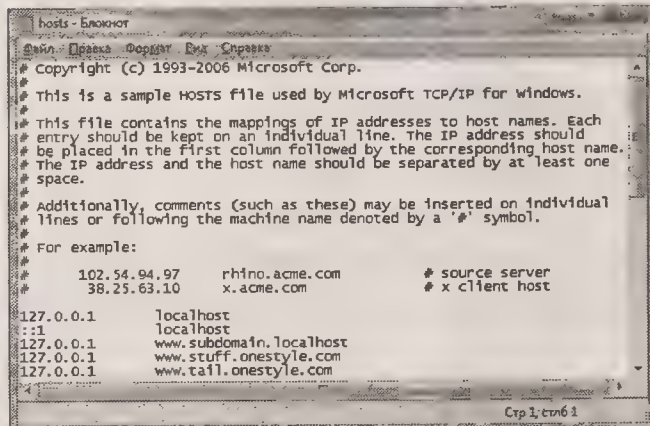 hosts - Блокнот
Файл Правка Формат Вид Справка
# Copyright (c) 1993-2006 Microsoft Corp.
#
# This is a sample HOSTS file used by Microsoft TCP/IP for Windows.
#
# This file contains the mappings of IP addresses to host names. Each
# entry should be kept on an individual line. The IP address should
# be placed in the first column followed by the corresponding host name.
# The IP address and the host name should be separated by at least one
# space.
#
# Additionally, comments (such as these) may be inserted on individual
# lines or following the machine name denoted by a '#' symbol.
#
# For example:
#
# 102.54.94.97 rhino.acme.com # source server
# 38.25.63.10 x.acme.com # x client host
127.0.0.1 localhost
::1 localhost
127.0.0.1 www.subdomain.localhost
127.0.0.1 www.stuff.onestyle.com
127.0.0.1 www.tail.onestyle.com
Стр 1, стлб 1